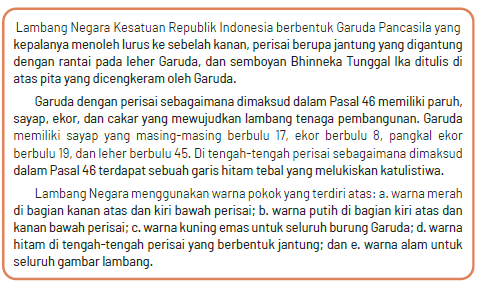 Lambang Negara Kesatuan Republik Indonesia berbentuk Garuda Pancasila yang
kepalanya menoleh lurus ke sebelah kanan, perisai berupa jantung yang digantung
dengan rantai pada leher Garuda, dan semboyan Bhinneka Tunggal Ika ditulis di
atas pita yang dicengkeram oleh Garuda.
Garuda dengan perisai sebagaimana dimaksud dalam Pasal 46 memiliki paruh,
sayap, ekor, dan cakar yang mewujudkan lambang tenaga pembangunan. Garuda
memiliki sayap yang masing-masing berbulu 17, ekor berbulu 8, pangkal ekor
berbulu 19, dan leher berbulu 45. Di tengah-tengah perisai sebagaimana dimaksud
dalam Pasal 46 terdapat sebuah garis hitam tebal yang melukiskan katulistiwa.
Lambang Negara menggunakan warna pokok yang terdiri atas: a. warna merah
di bagian kanan atas dan kiri bawah perisai; b. warna putih di bagian kiri atas dan
kanan bawah perisai; c. warna kuning emas untuk seluruh burung Garuda; d. warna
hitam di tengah-tengah perisai yang berbentuk jantung; dan e. warna alam untuk
seluruh gambar lambang.